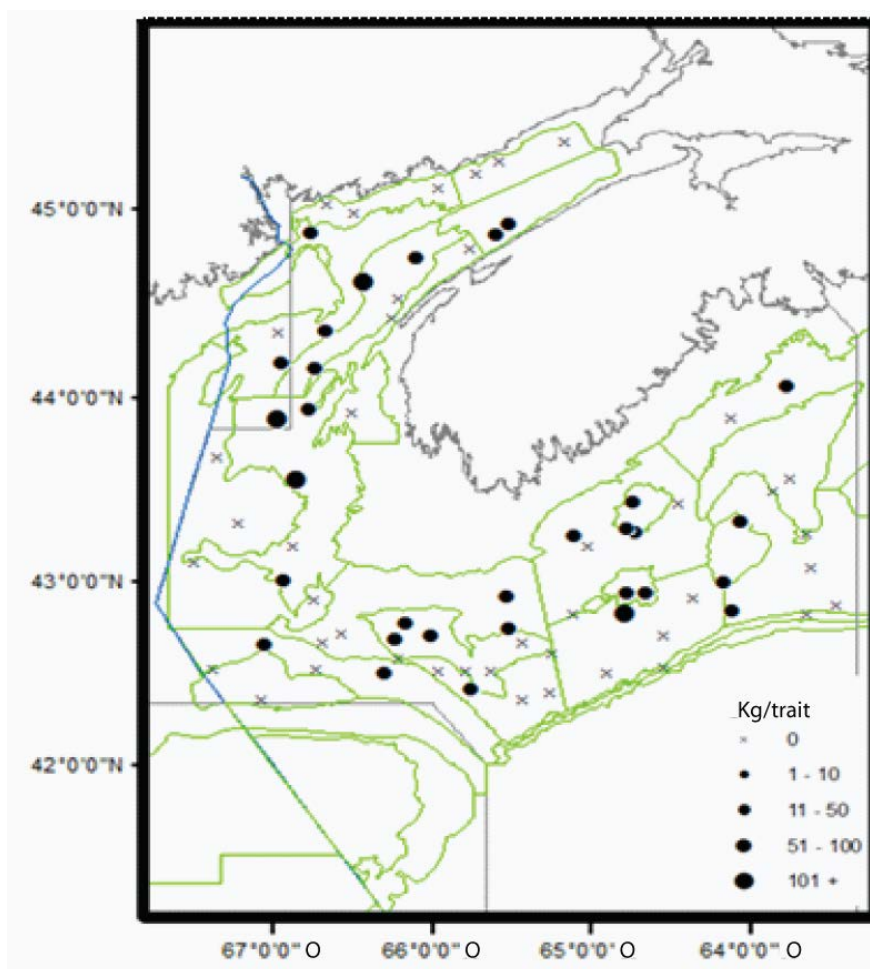 45°0'0"N
44°0'0"N
43°0'0"N
42°0'0"N
Kg/trait
0
1 - 10
11 - 50
51 - 100
101 +
67°0'0" O
66°0'0" O
65°0'0" O
64°0'0" O